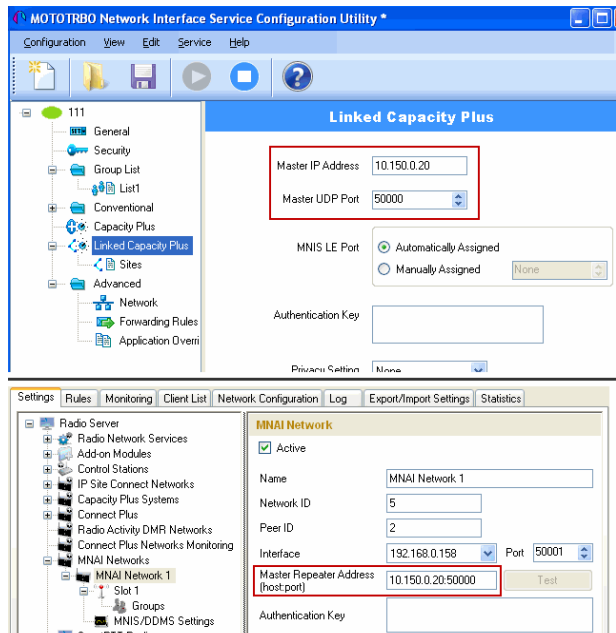 MOTOTRBO Network Interface Service Configuration Utility *
Configuration View Edit Service Help
111
General
Security
Group List
List1
Conventional
Capacity Plus
Linked Capacity Plus
Sites
Advanced
Network
Forwarding Rules
Application Overri
Linked Capacity Plus
Master IP Address 10.150.0.20
Master UDP Port 50000
MNIS LE Port Automatically Assigned
Manually Assigned None
Authentication Key
Privacy Setting None
Settings Rules Monitoring Client List Network Configuration Log Export/Import Settings Statistics
Radio Server
Radio Network Services
Add-on Modules
Control Stations
IP Site Connect Networks
Capacity Plus Systems
Connect Plus
Radio Activity DMR Networks
Connect Plus Networks Monitoring
MNAI Networks
MNAI Network 1
Slot 1
Groups
MNIS/DDMS Settings
MNAI Network
Active
Name MNAI Network 1
Network ID 5
Peer ID 2
Interface 192.168.0.158 Port 50001
Master Repeater Address
(host:port) 10.150.0.20:50000 Test
Authentication Key